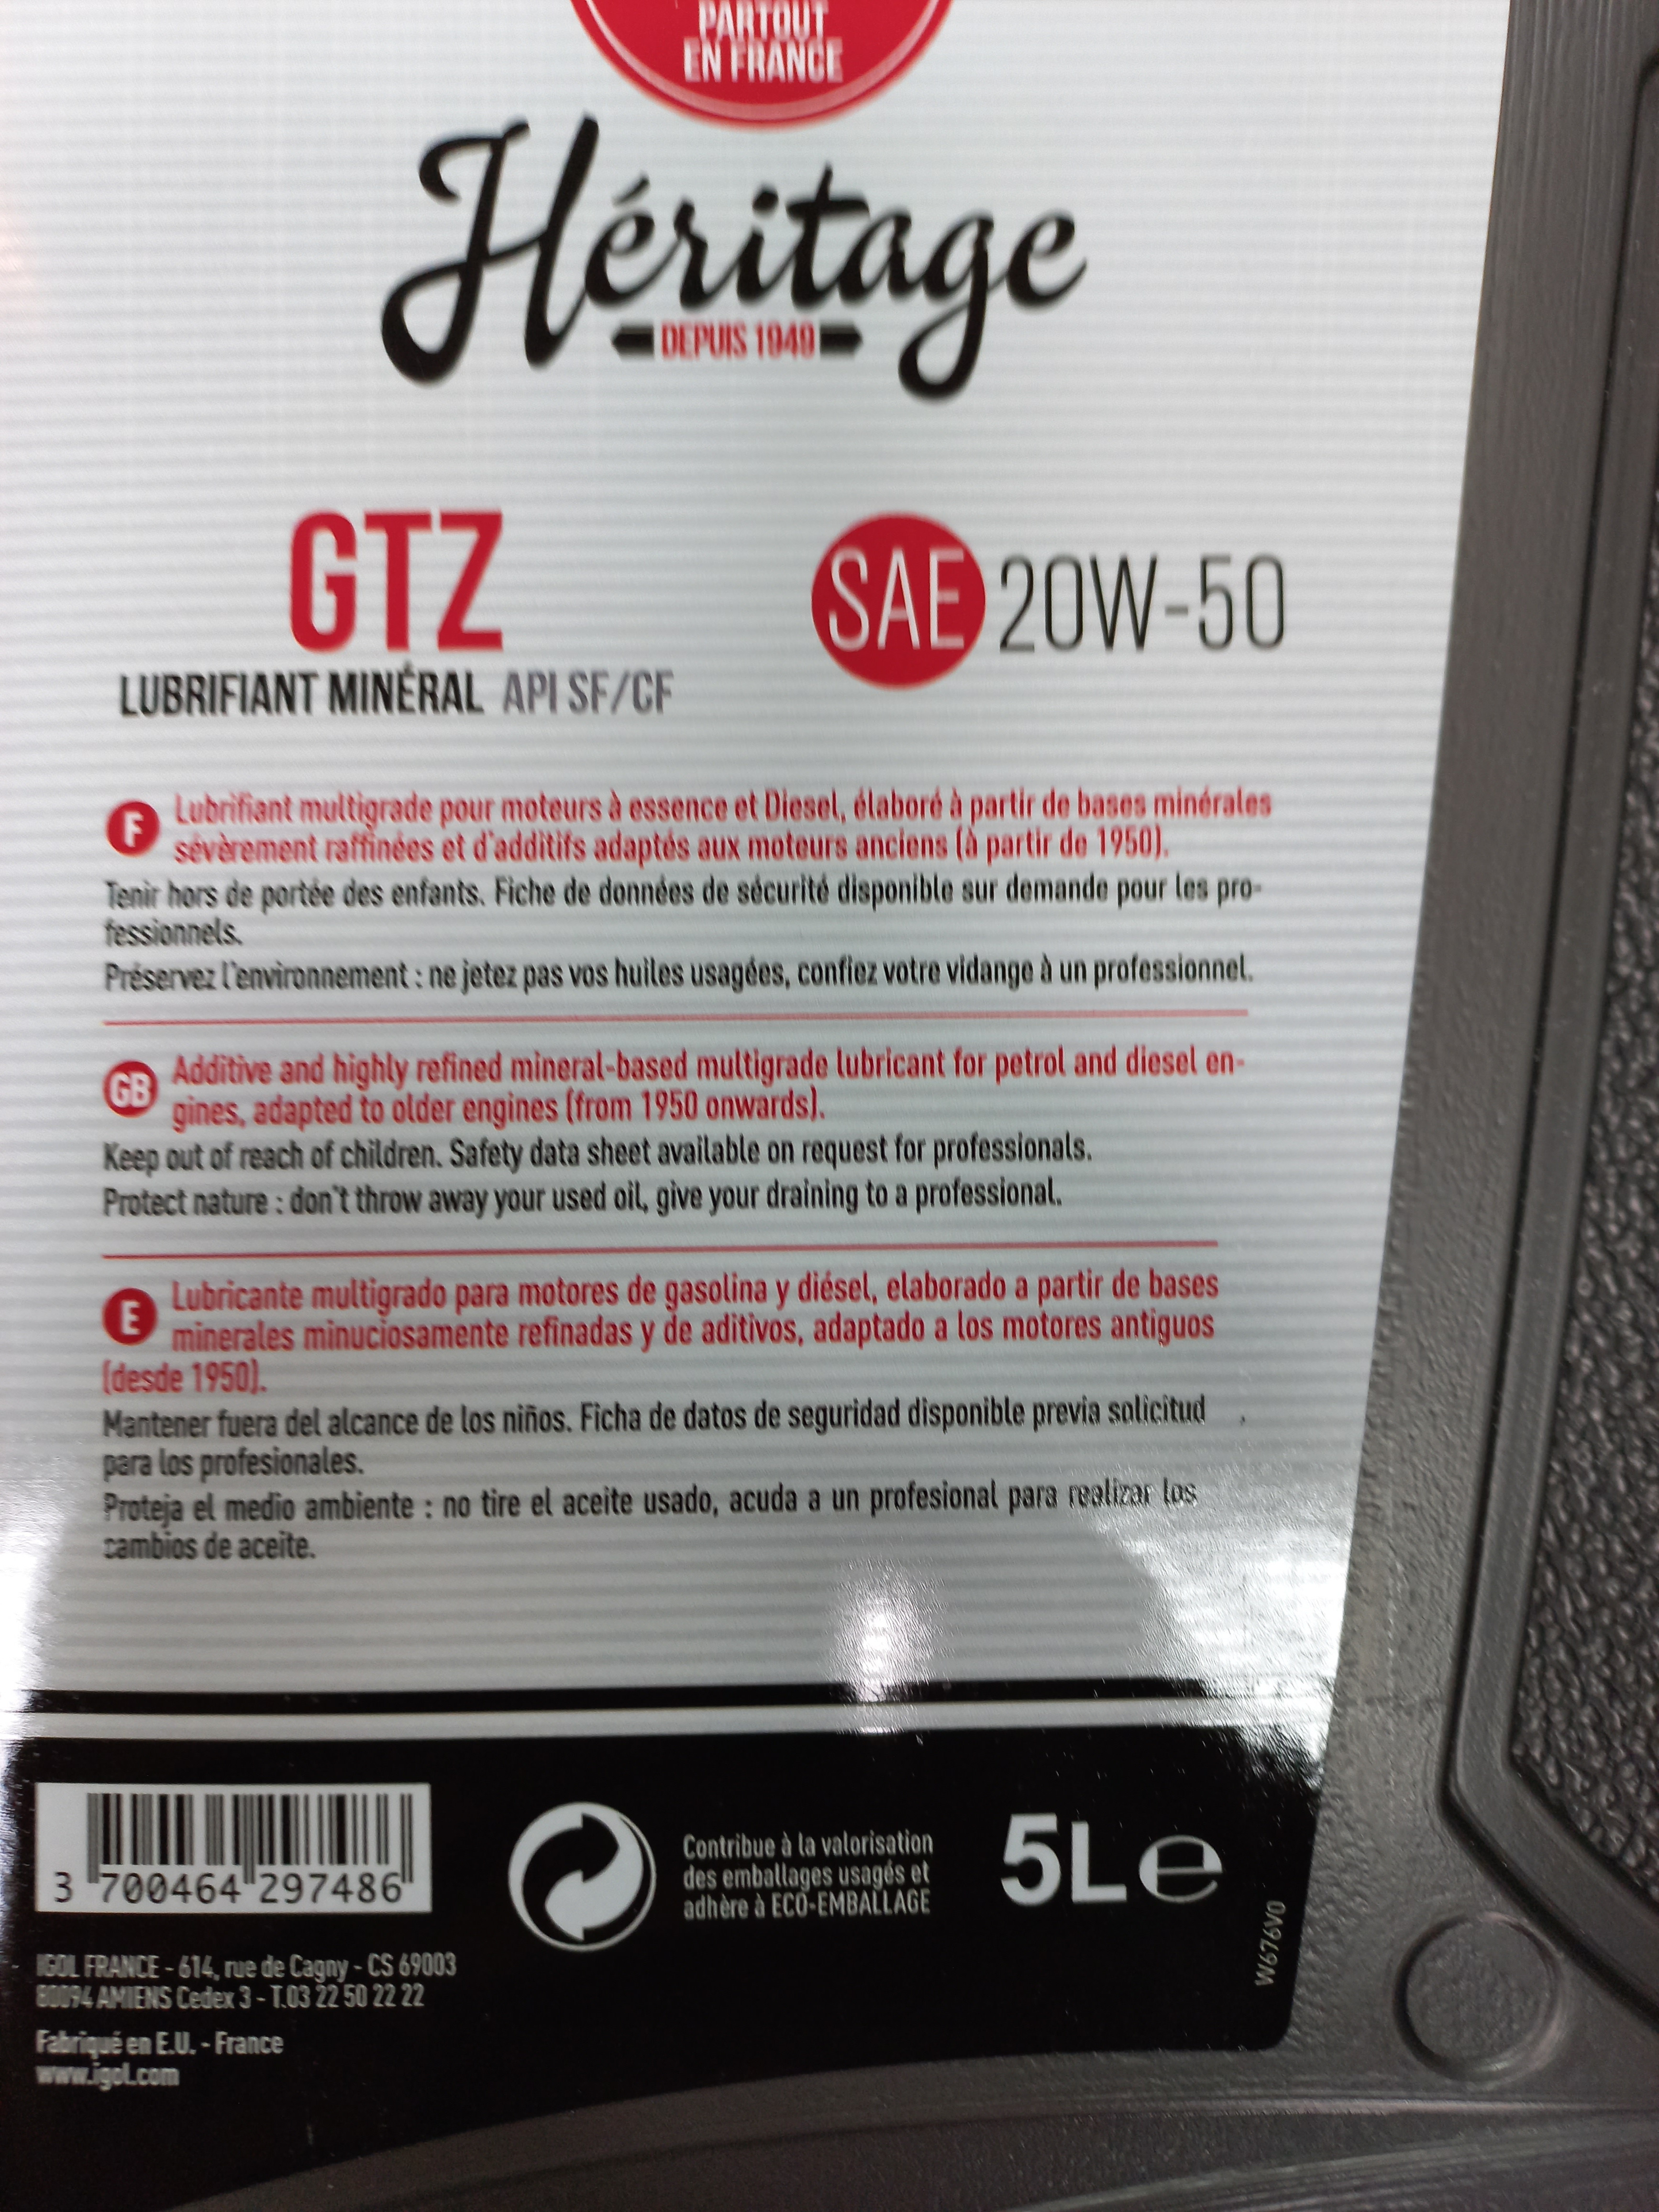 PARTOUT
EN FRANCE
Héritage
DEPUIS 1949
GTZ
SAE 20W-50
LUBRIFIANT MINÉRAL API SF/CF
F Lubrifiant multigrade pour moteurs à essence et Diesel, élaboré à partir de bases minérales
sévèrement raffinées et d'additifs adaptés aux moteurs anciens (à partir de 1950).
Tenir hors de portée des enfants. Fiche de données de sécurité disponible sur demande pour les pro-
fessionnels.
Préservez l'environnement : ne jetez pas vos huiles usagées, confiez votre vidange à un professionnel.
GB Additive and highly refined mineral-based multigrade lubricant for petrol and diesel en-
gines, adapted to older engines (from 1950 onwards).
Keep out of reach of children. Safety data sheet available on request for professionals.
Protect nature : don't throw away your used oil, give your draining to a professional.
E Lubricante multigrado para motores de gasolina y diésel, elaborado a partir de bases
minerales minuciosamente refinadas y de aditivos, adaptado a los motores antiguos
(desde 1950).
Mantener fuera del alcance de los niños. Ficha de datos de seguridad disponible previa solicitud
para los profesionales.
Proteja el medio ambiente : no tire el aceite usado, acuda a un profesional para realizar los
cambios de aceite.
3 700464 297486
Contribue à la valorisation
des emballages usagés et
adhère à ECO-EMBALLAGE
5L e
W676V0
IGOL FRANCE - 614, rue de Cagny - CS 69003
80094 AMIENS Cedex 3 - T.03 22 50 22 22
Fabriqué en E.U. - France
www.igol.com